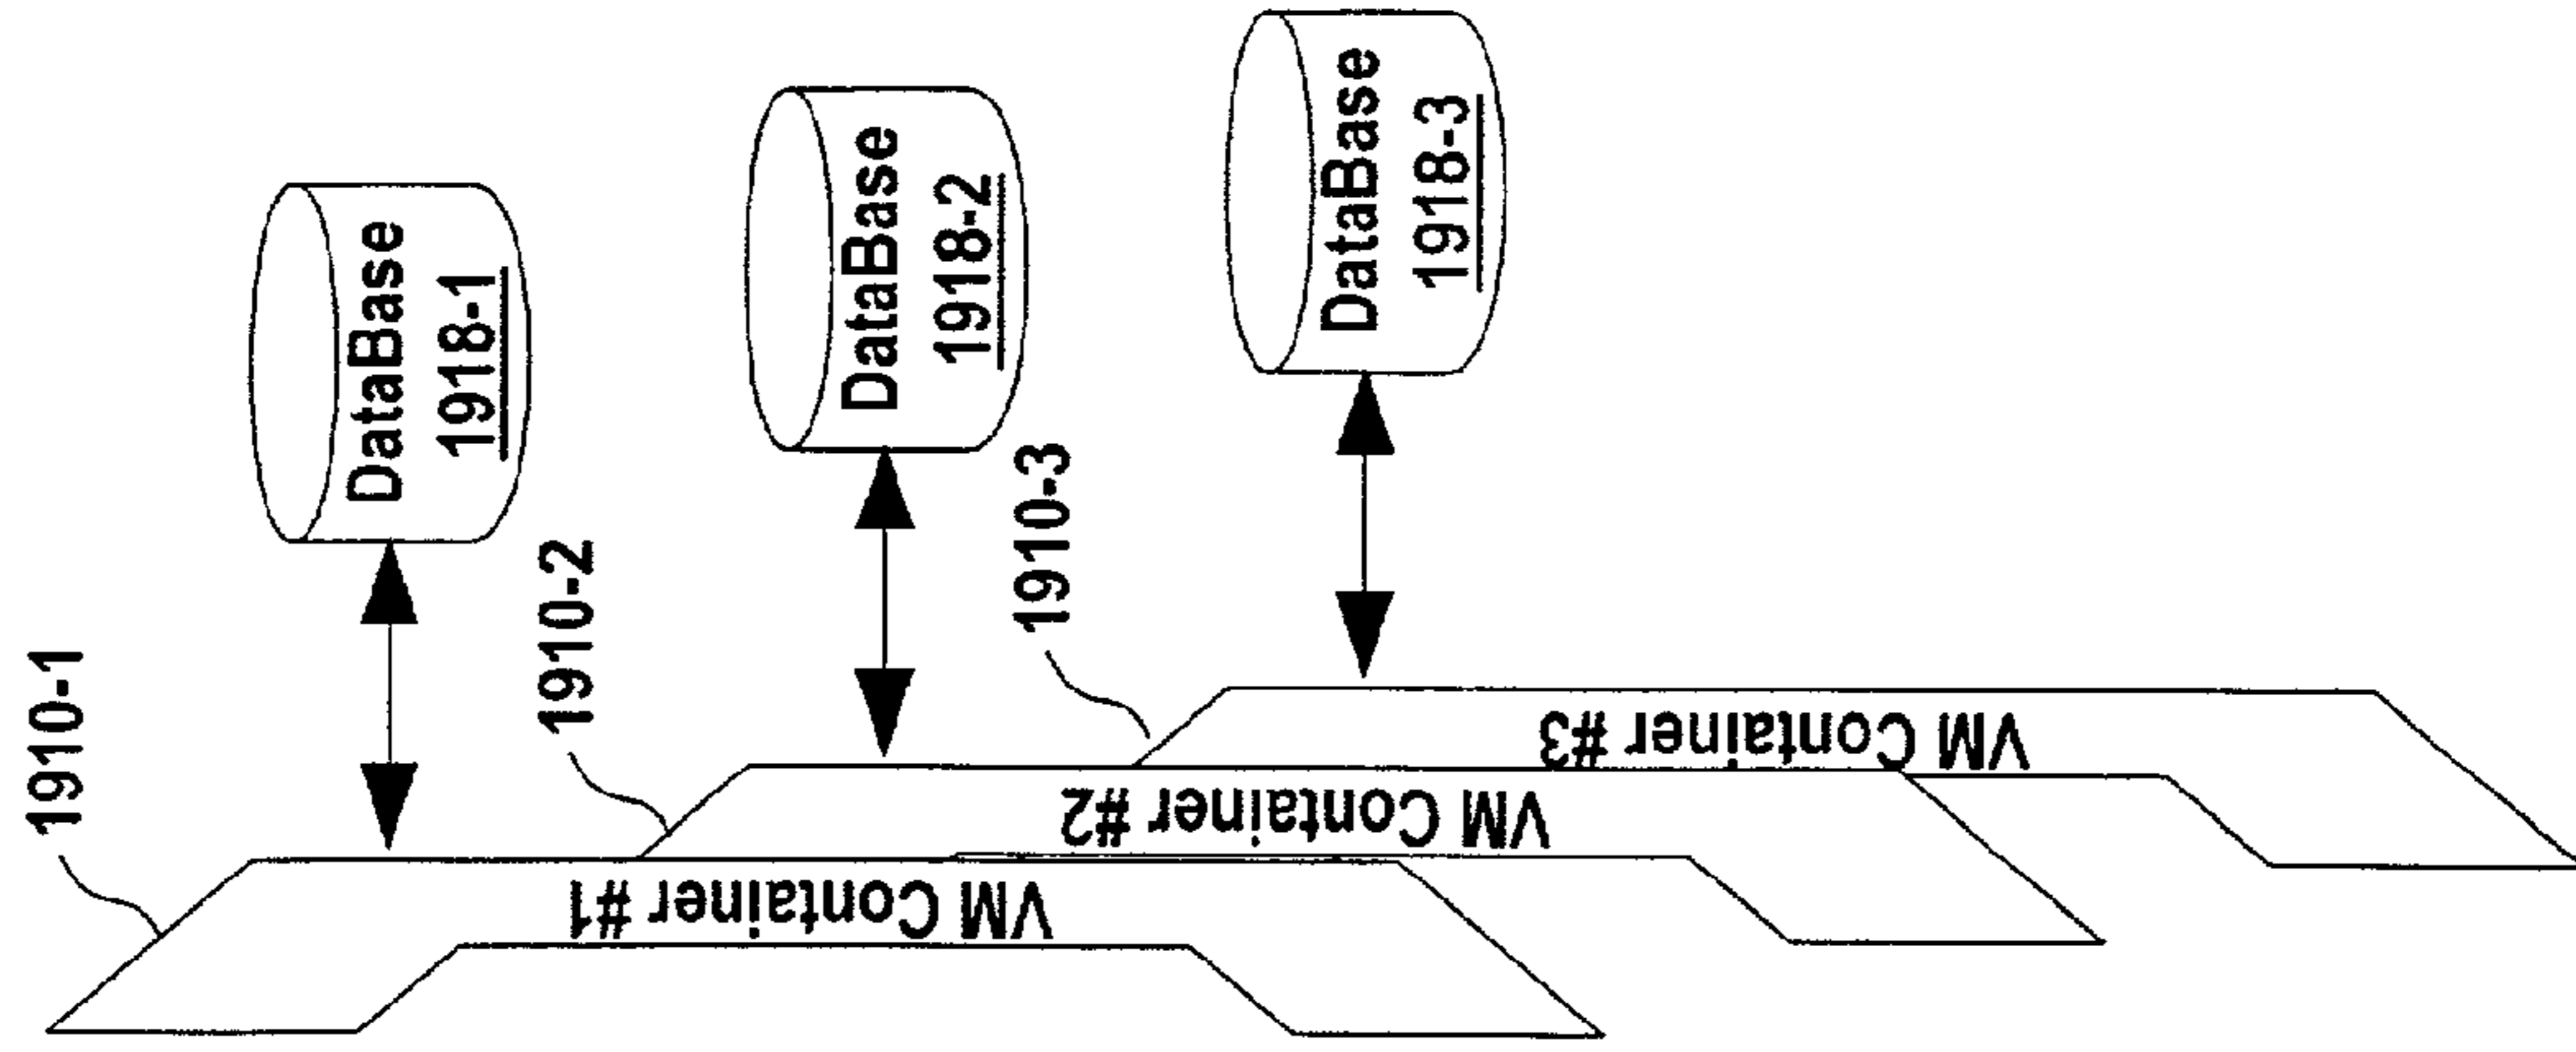 1910-1
DataBase
1918-1
VM Container #1
1910-2
DataBase
1918-2
VM Container #2
1910-3
DataBase
1918-3
VM Container #3